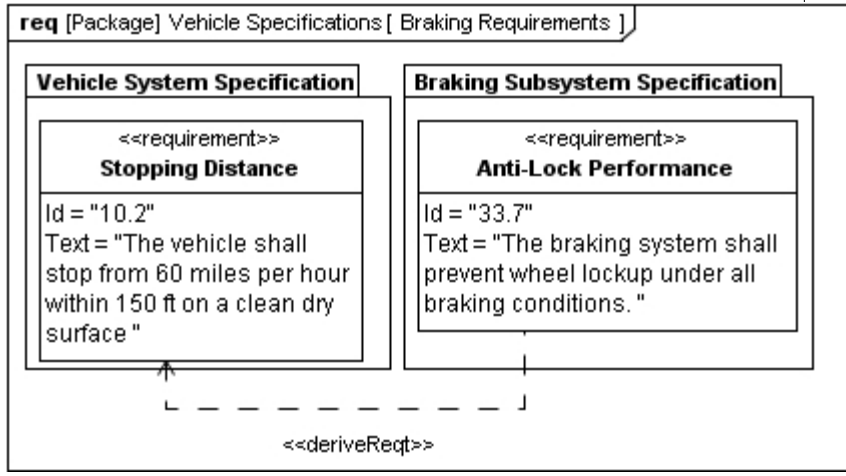 req [Package] Vehicle Specifications [ Braking Requirements ]
Vehicle System Specification
<<requirement>>
Stopping Distance
Id = "10.2"
Text = "The vehicle shall
stop from 60 miles per hour
within 150 ft on a clean dry
surface "
Braking Subsystem Specification
<<requirement>>
Anti-Lock Performance
Id = "33.7"
Text = "The braking system shall
prevent wheel lockup under all
braking conditions. "
<<deriveReqt>>